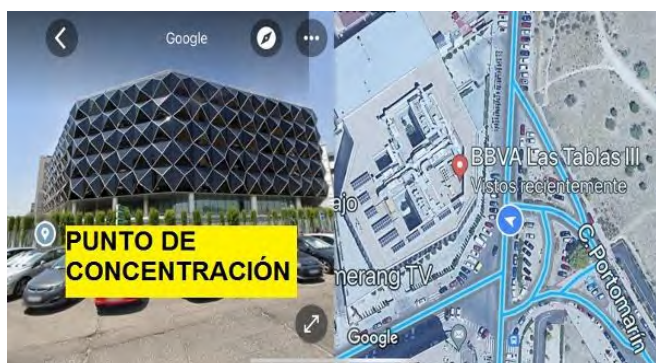 Google
PUNTO DE
CONCENTRACIÓN
BBVA Las Tablas III
Vistos recientemente
ajo
merang TV
C. Portomarín
Google